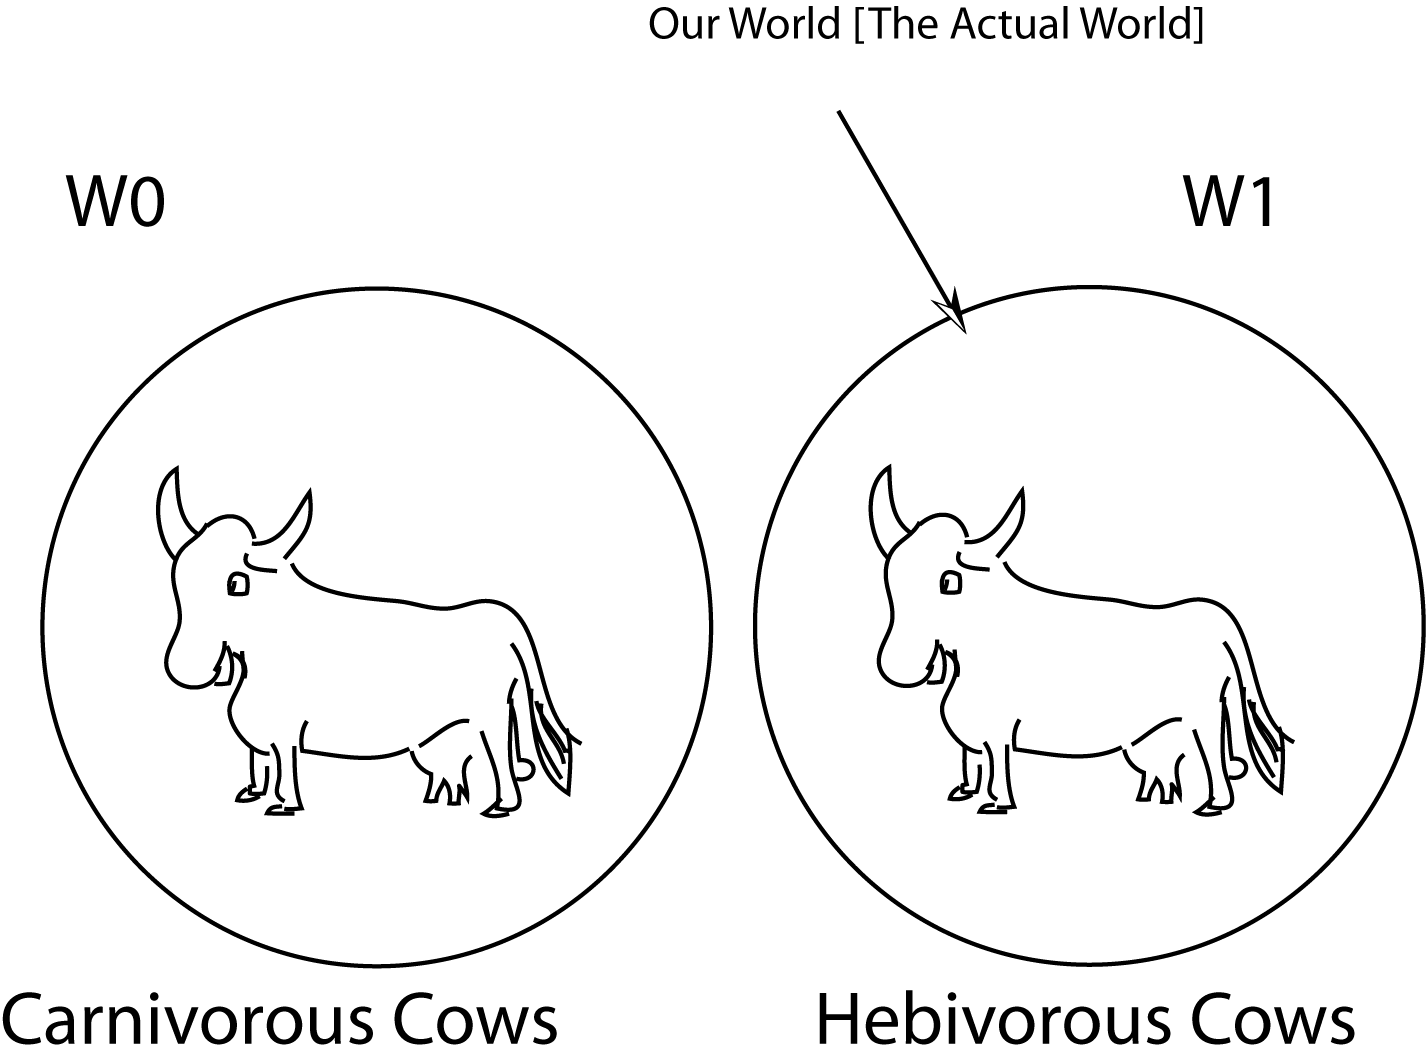 Our World [The Actual World]
W0
W1
Carnivorous Cows
Hebivorous Cows